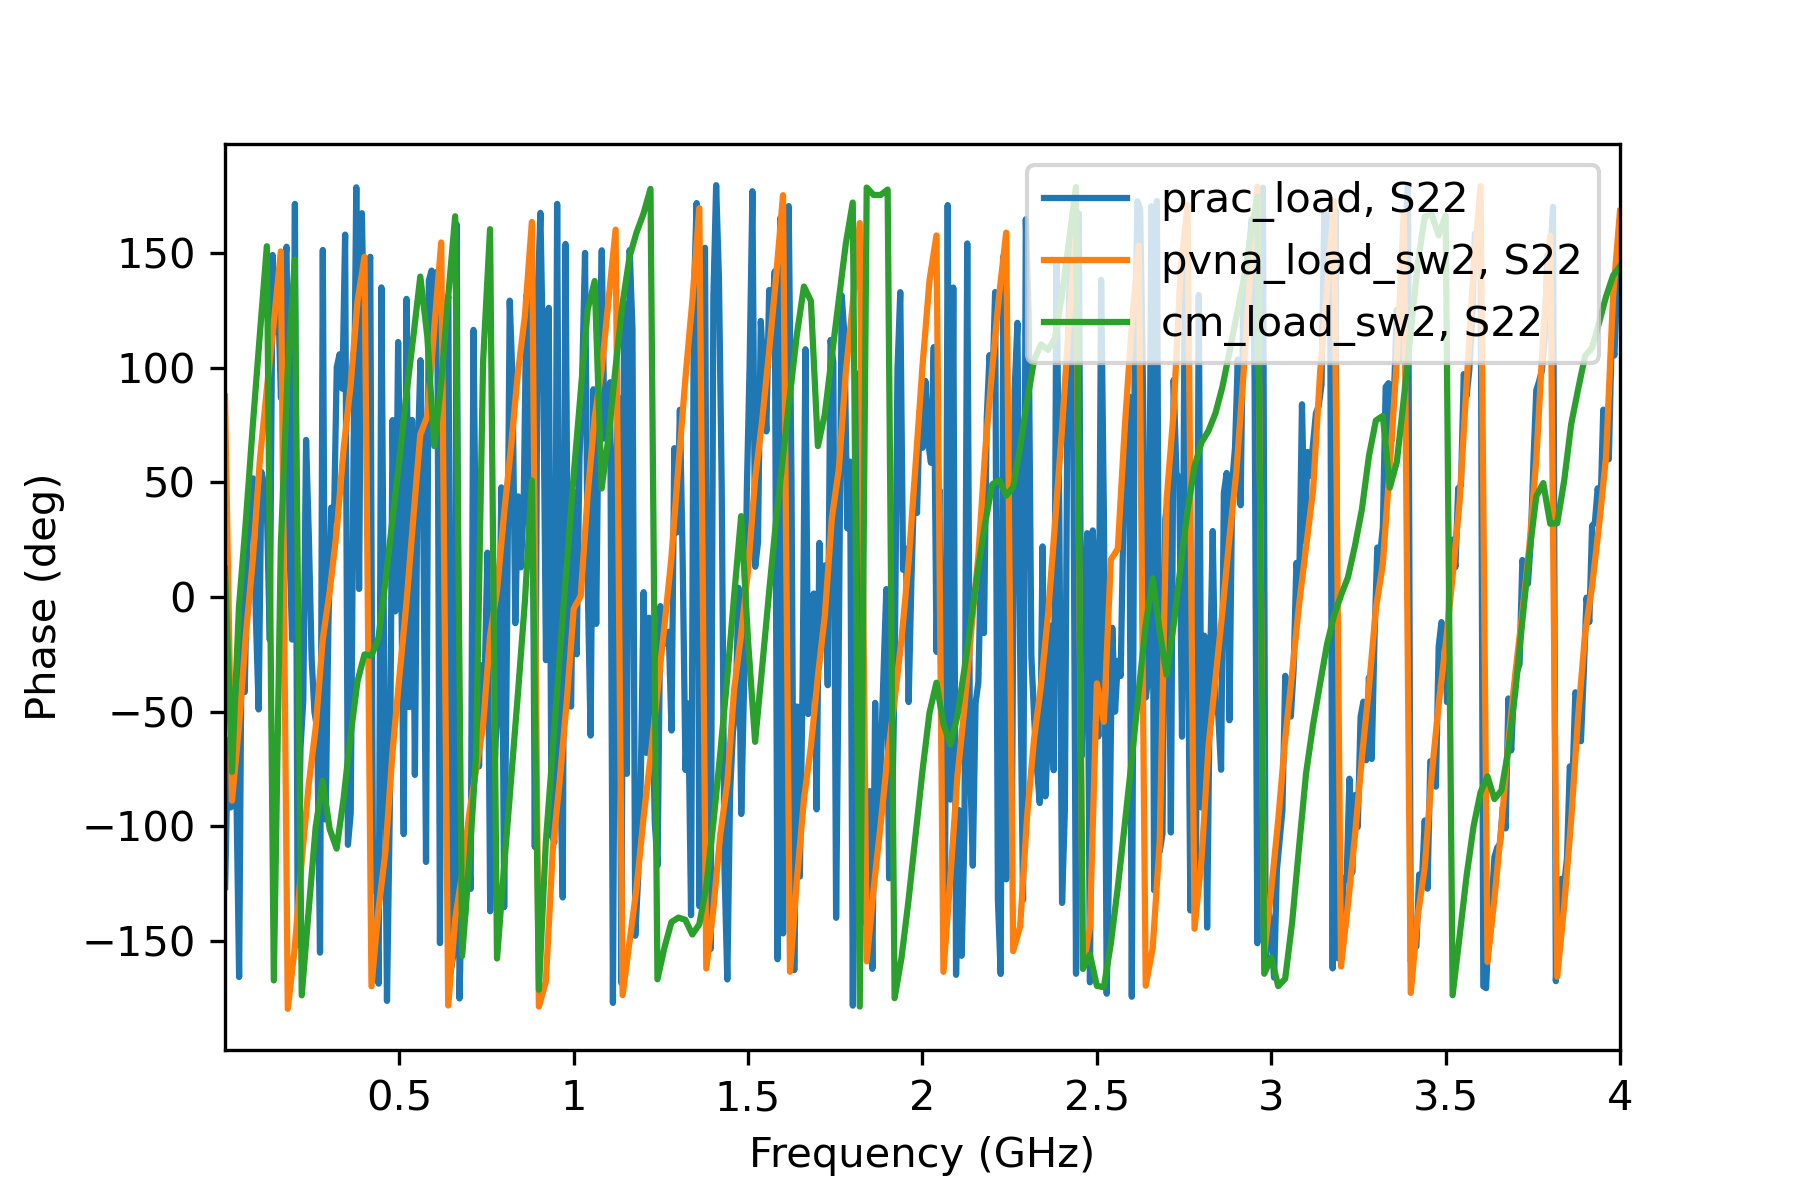 prac_load, S22
pvna_load_sw2, S22
cm_load_sw2, S22
150
100
50
0
−50
−100
−150
Phase (deg)
0.5 1 1.5 2 2.5 3 3.5 4
Frequency (GHz)